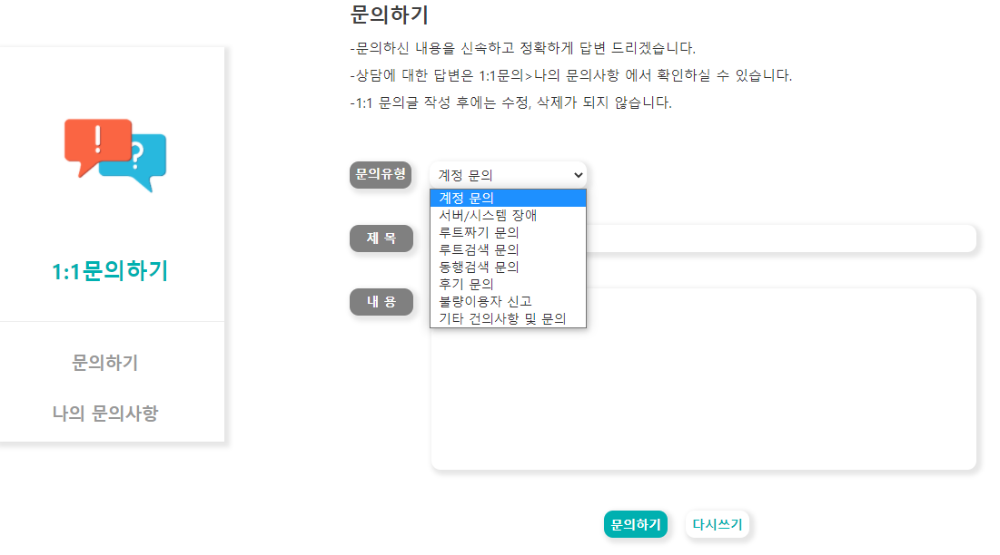 문의하기
-문의하신 내용을 신속하고 정확하게 답변 드리겠습니다.
-상담에 대한 답변은 1:1문의>나의 문의사항 에서 확인하실 수 있습니다.
-1:1 문의글 작성 후에는 수정, 삭제가 되지 않습니다.
! ?
1:1문의하기
문의하기
나의 문의사항
문의유형 계정 문의
계정 문의
서버/시스템 장애
루트짜기 문의
루트검색 문의
동행검색 문의
후기 문의
불량이용자 신고
기타 건의사항 및 문의
제 목
내 용
문의하기 다시쓰기